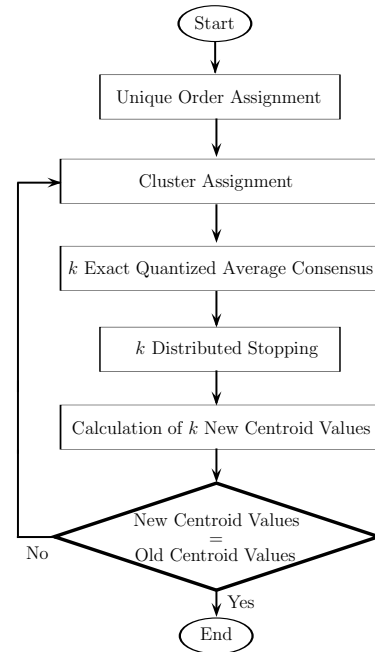 Start
Unique Order Assignment
Cluster Assignment
k Exact Quantized Average Consensus
k Distributed Stopping
Calculation of k New Centroid Values
New Centroid Values
=
Old Centroid Values
No
Yes
End